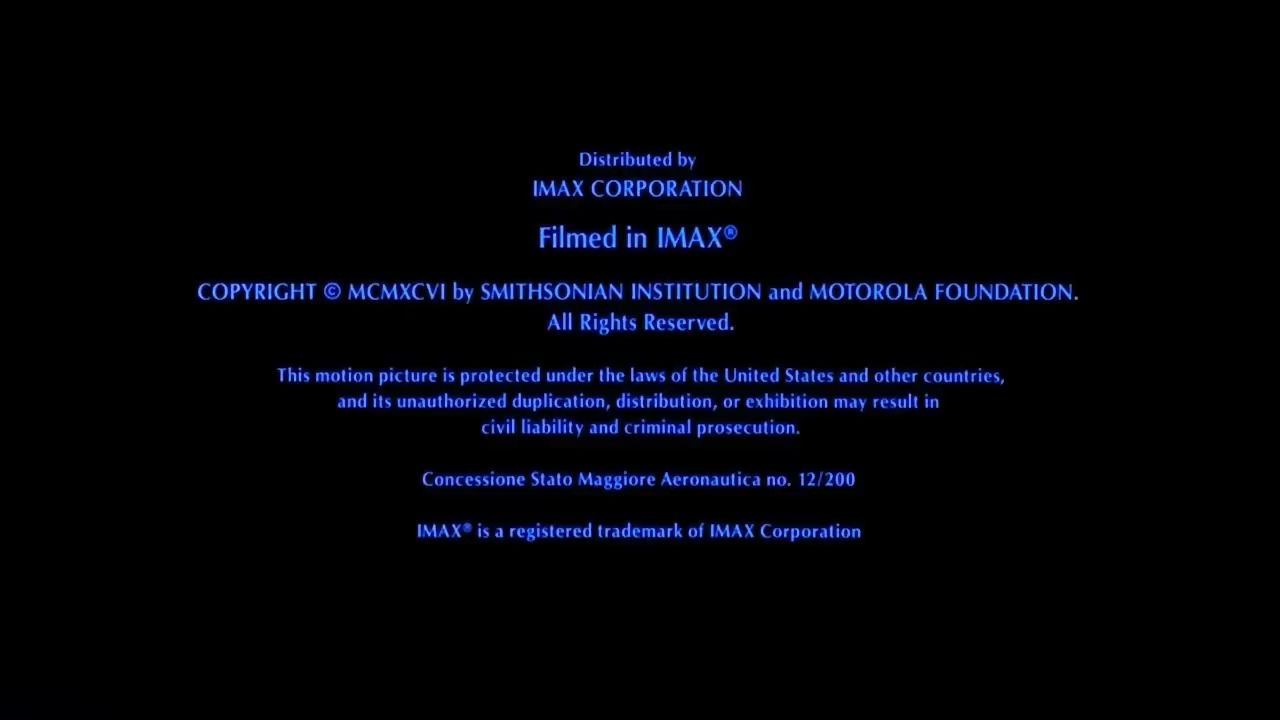 Distributed by
IMAX CORPORATION
Filmed in IMAX®
COPYRIGHT © MCMXCVI by SMITHSONIAN INSTITUTION and MOTOROLA FOUNDATION.
All Rights Reserved.
This motion picture is protected under the laws of the United States and other countries,
and its unauthorized duplication, distribution, or exhibition may result in
civil liability and criminal prosecution.
Concessione Stato Maggiore Aeronautica no. 12/200
IMAX® is a registered trademark of IMAX Corporation